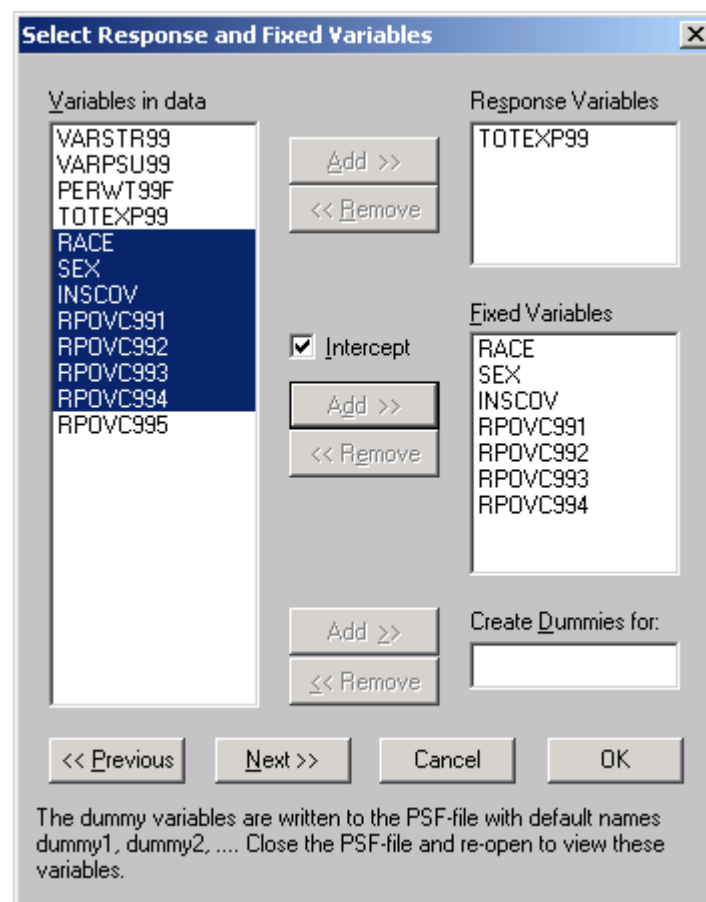 Select Response and Fixed Variables
Variables in data
VARSTR99
VARPSU99
PERWT99F
TOTEXP99
RACE
SEX
INSCOV
RPOVC991
RPOVC992
RPOVC993
RPOVC994
RPOVC995
Add >>
<< Remove
Response Variables
TOTEXP99
Intercept
Add >>
<< Remove
Fixed Variables
RACE
SEX
INSCOV
RPOVC991
RPOVC992
RPOVC993
RPOVC994
Add >>
<< Remove
Create Dummies for:
<< Previous
Next >>
Cancel
OK
The dummy variables are written to the PSF-file with default names
dummy1, dummy2, .... Close the PSF-file and re-open to view these
variables.